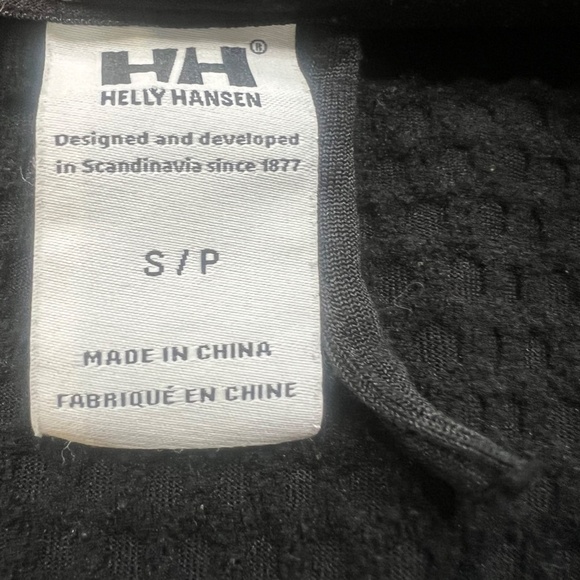 HH®
HELLY HANSEN
Designed and developed
in Scandinavia since 1877
S / P
MADE IN CHINA
FABRIQUÉ EN CHINE